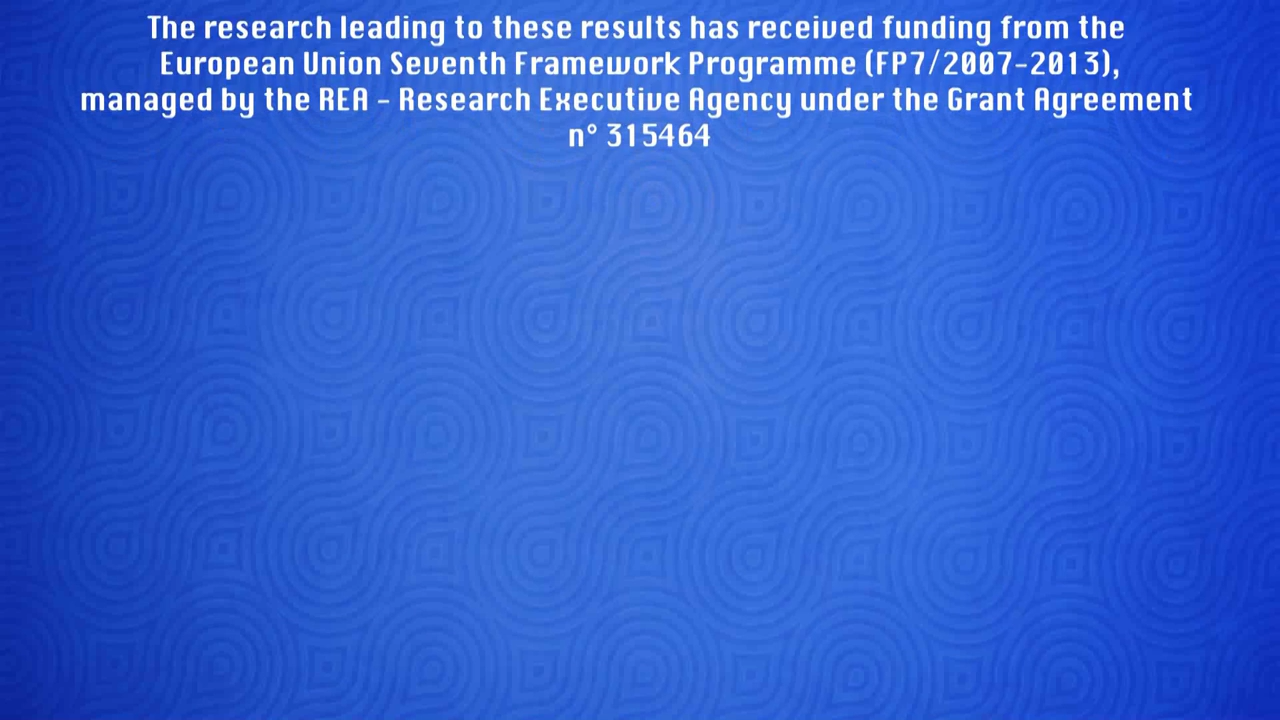 The research leading to these results has received funding from the
European Union Seventh Framework Programme (FP7/2007-2013),
managed by the REA - Research Executive Agency under the Grant Agreement
n° 315464